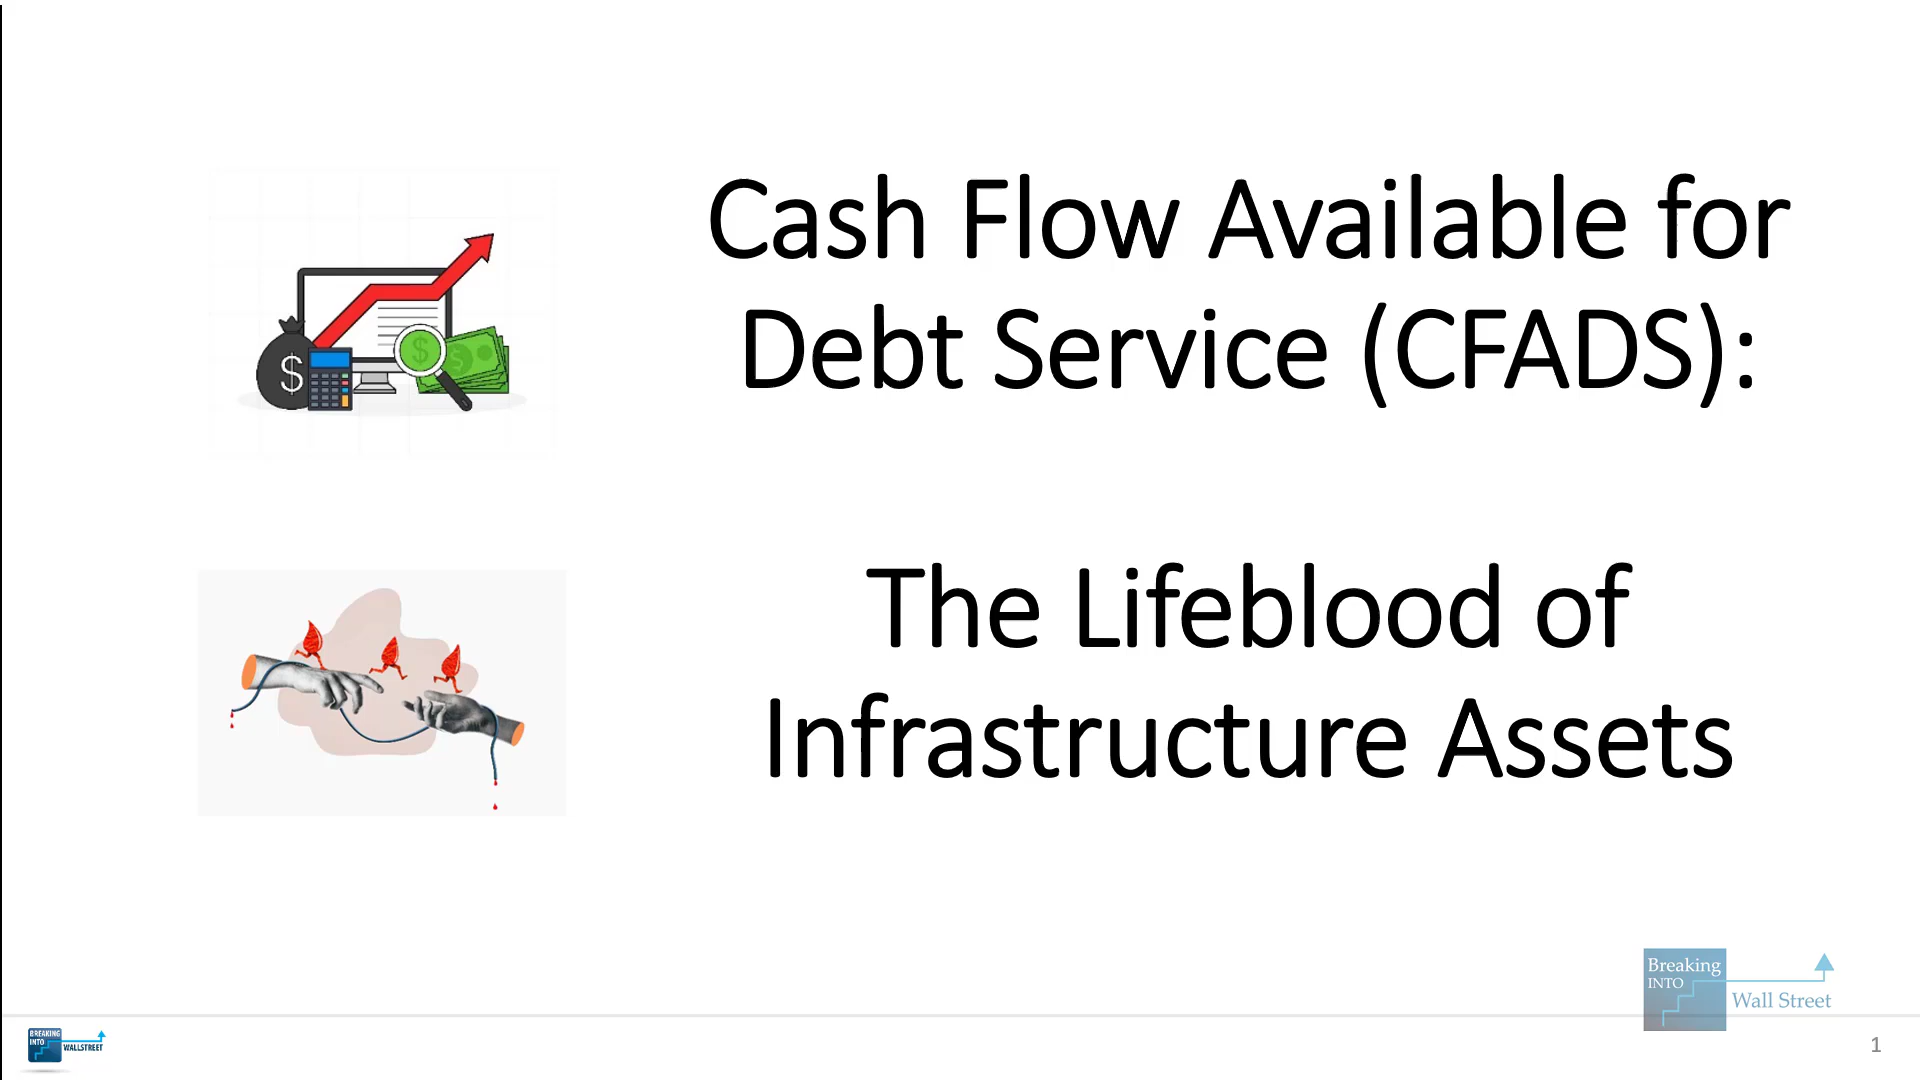 Cash Flow Available for
Debt Service (CFADS):
The Lifeblood of
Infrastructure Assets
$
$
$
Breaking
INTO
Wall Street
BREAKING
INTO
WALLSTREET
1